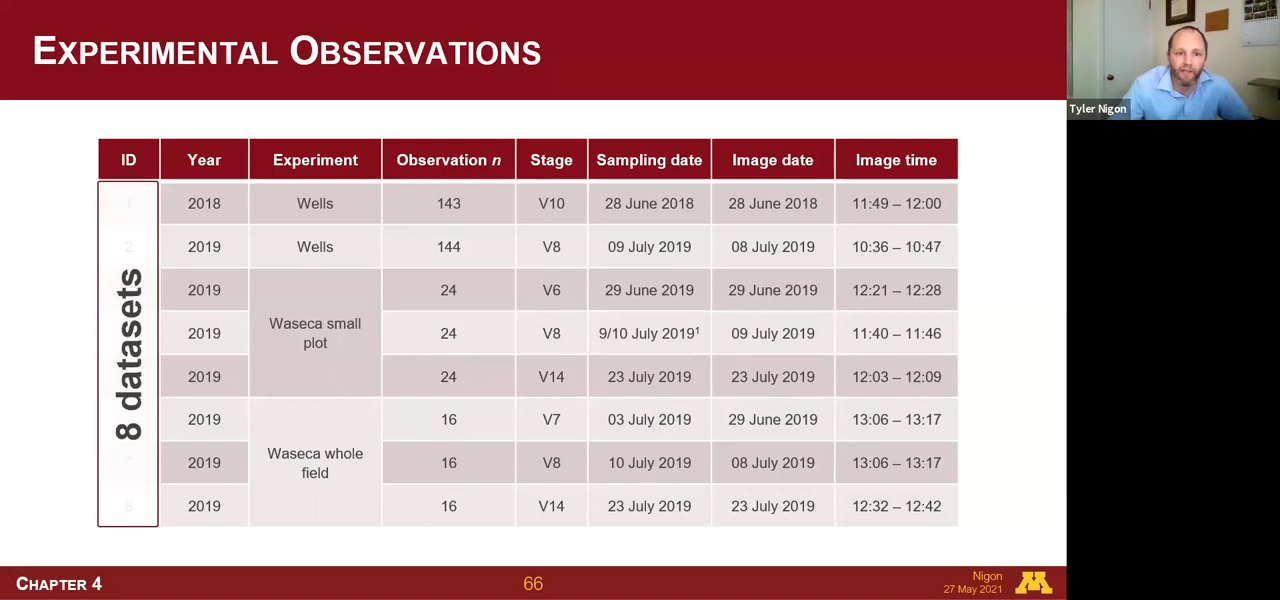 EXPERIMENTAL OBSERVATIONS
Tyler Nigon
ID Year Experiment Observation n Stage Sampling date Image date Image time
1 2018 Wells 143 V10 28 June 2018 28 June 2018 11:49 – 12:00
2 2019 Wells 144 V8 09 July 2019 08 July 2019 10:36 – 10:47
8 datasets
2019 24 V6 29 June 2019 29 June 2019 12:21 – 12:28
Waseca small
plot
2019 24 V8 9/10 July 2019¹ 09 July 2019 11:40 – 11:46
2019 24 V14 23 July 2019 23 July 2019 12:03 – 12:09
2019 16 V7 03 July 2019 29 June 2019 13:06 – 13:17
Waseca whole
field
2019 16 V8 10 July 2019 08 July 2019 13:06 – 13:17
8 2019 16 V14 23 July 2019 23 July 2019 12:32 – 12:42
CHAPTER 4
66
Nigon
27 May 2021
M